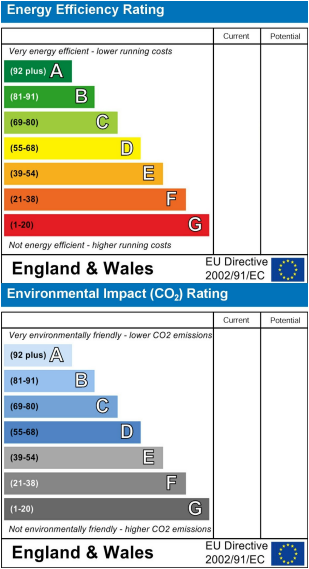 Energy Efficiency Rating
Current Potential
Very energy efficient - lower running costs
(92 plus) A
(81-91) B
(69-80) C
(55-68) D
(39-54) E
(21-38) F
(1-20) G
Not energy efficient - higher running costs
England & Wales
EU Directive
2002/91/EC
Environmental Impact (CO₂) Rating
Current Potential
Very environmentally friendly - lower CO2 emissions
(92 plus) A
(81-91) B
(69-80) C
(55-68) D
(39-54) E
(21-38) F
(1-20) G
Not environmentally friendly - higher CO2 emissions
England & Wales
EU Directive
2002/91/EC